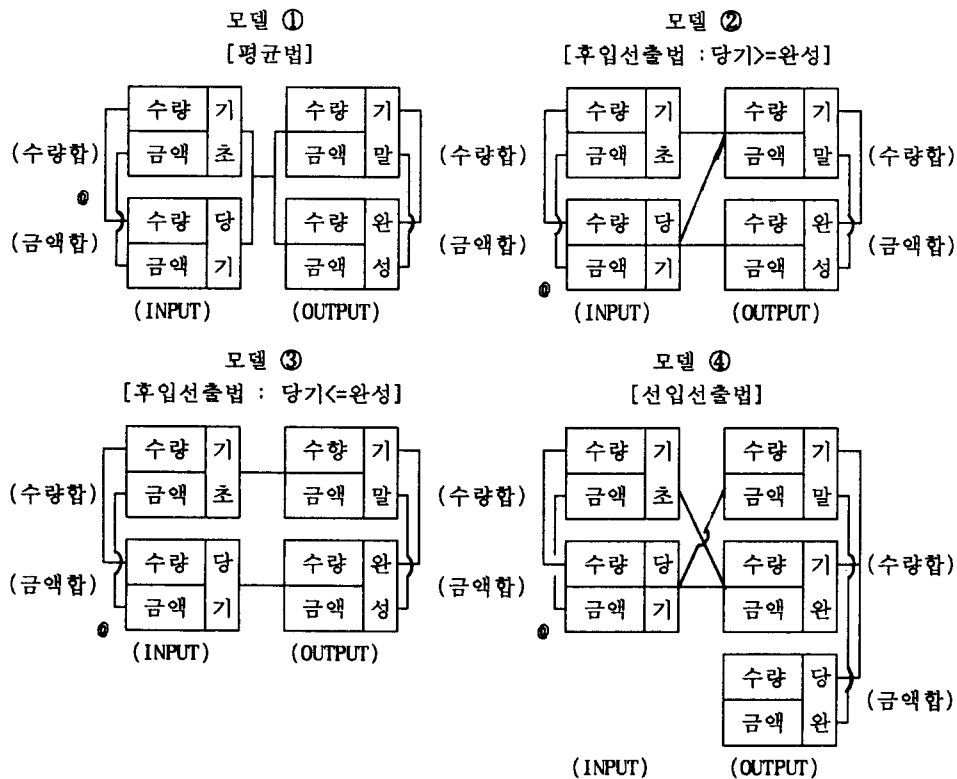 모델 ①
[평균법]
수량 기
금액 초
수량 당
금액 기
(수량합)
@
(금액합)
수량 기
금액 말
수량 완
금액 성
(INPUT) (OUTPUT)
모델 ②
[후입선출법 :당기>=완성]
수량 기
금액 초
수량 당
금액 기
(수량합)
(금액합)
@
수량 기
금액 말
수량 완
금액 성
(수량합)
(금액합)
(INPUT) (OUTPUT)
모델 ③
[후입선출법 : 당기<=완성]
수량 기
금액 초
수량 당
금액 기
(수량합)
(금액합)
@
수향 기
금액 말
수량 완
금액 성
(INPUT) (OUTPUT)
모델 ④
[선입선출법]
수량 기
금액 초
수량 당
금액 기
(수량합)
(금액합)
@
수량 기
금액 말
수량 기
금액 완
수량 당
금액 완
(수량합)
(금액합)
(INPUT) (OUTPUT)